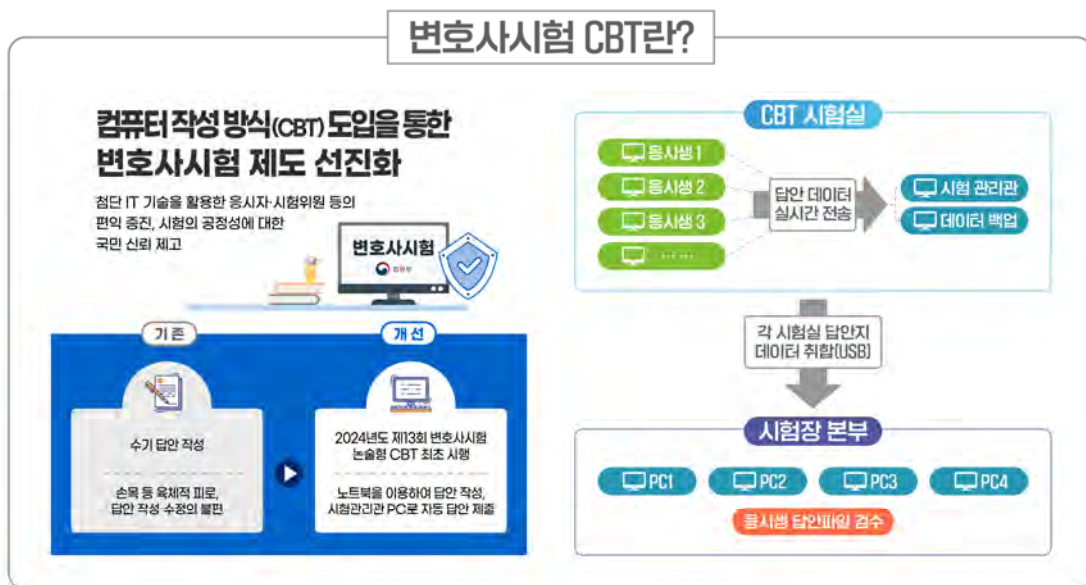 변호사시험 CBT란?
컴퓨터 작성 방식(CBT) 도입을 통한
변호사시험 제도 선진화
첨단 IT 기술을 활용한 응시자·시험위원 등의
편익 증진, 시험의 공정성에 대한
국민 신뢰 제고
변호사시험
법무부
기존
수기 답안 작성
손목 등 육체적 피로,
답안 작성·수정의 불편
개선
2024년도 제13회 변호사시험
논술형 CBT 최초 시행
노트북을 이용하여 답안 작성,
시험관리관 PC로 자동 답안 제출
CBT 시험실
응시생 1
응시생 2
응시생 3
……
답안 데이터
실시간 전송
시험 관리관
데이터 백업
각 시험실 답안지
데이터 취합(USB)
시험장 본부
PC1
PC2
PC3
PC4
응시생 답안파일 검수